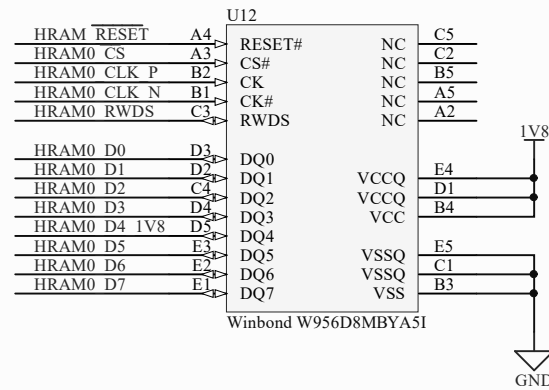 U12
HRAM RESET A4 RESET# NC C5
HRAM0 CS A3 CS# NC C2
HRAM0 CLK P B2 CK NC B5
HRAM0 CLK N B1 CK# NC A5
HRAM0 RWDS C3 RWDS NC A2
1V8
HRAM0 D0 D3 DQ0
HRAM0 D1 D2 DQ1 VCCQ E4
HRAM0 D2 C4 DQ2 VCCQ D1
HRAM0 D3 D4 DQ3 VCC B4
HRAM0 D4 1V8 D5 DQ4
HRAM0 D5 E3 DQ5 VSSQ E5
HRAM0 D6 E2 DQ6 VSSQ C1
HRAM0 D7 E1 DQ7 VSS B3
Winbond W956D8MBYA5I
GND